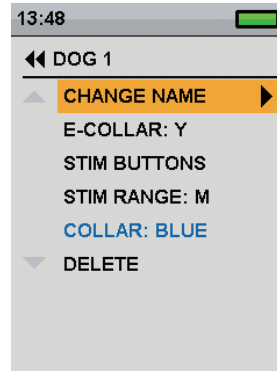 13:48
DOG 1
CHANGE NAME
E-COLLAR: Y
STIM BUTTONS
STIM RANGE: M
COLLAR: BLUE
DELETE